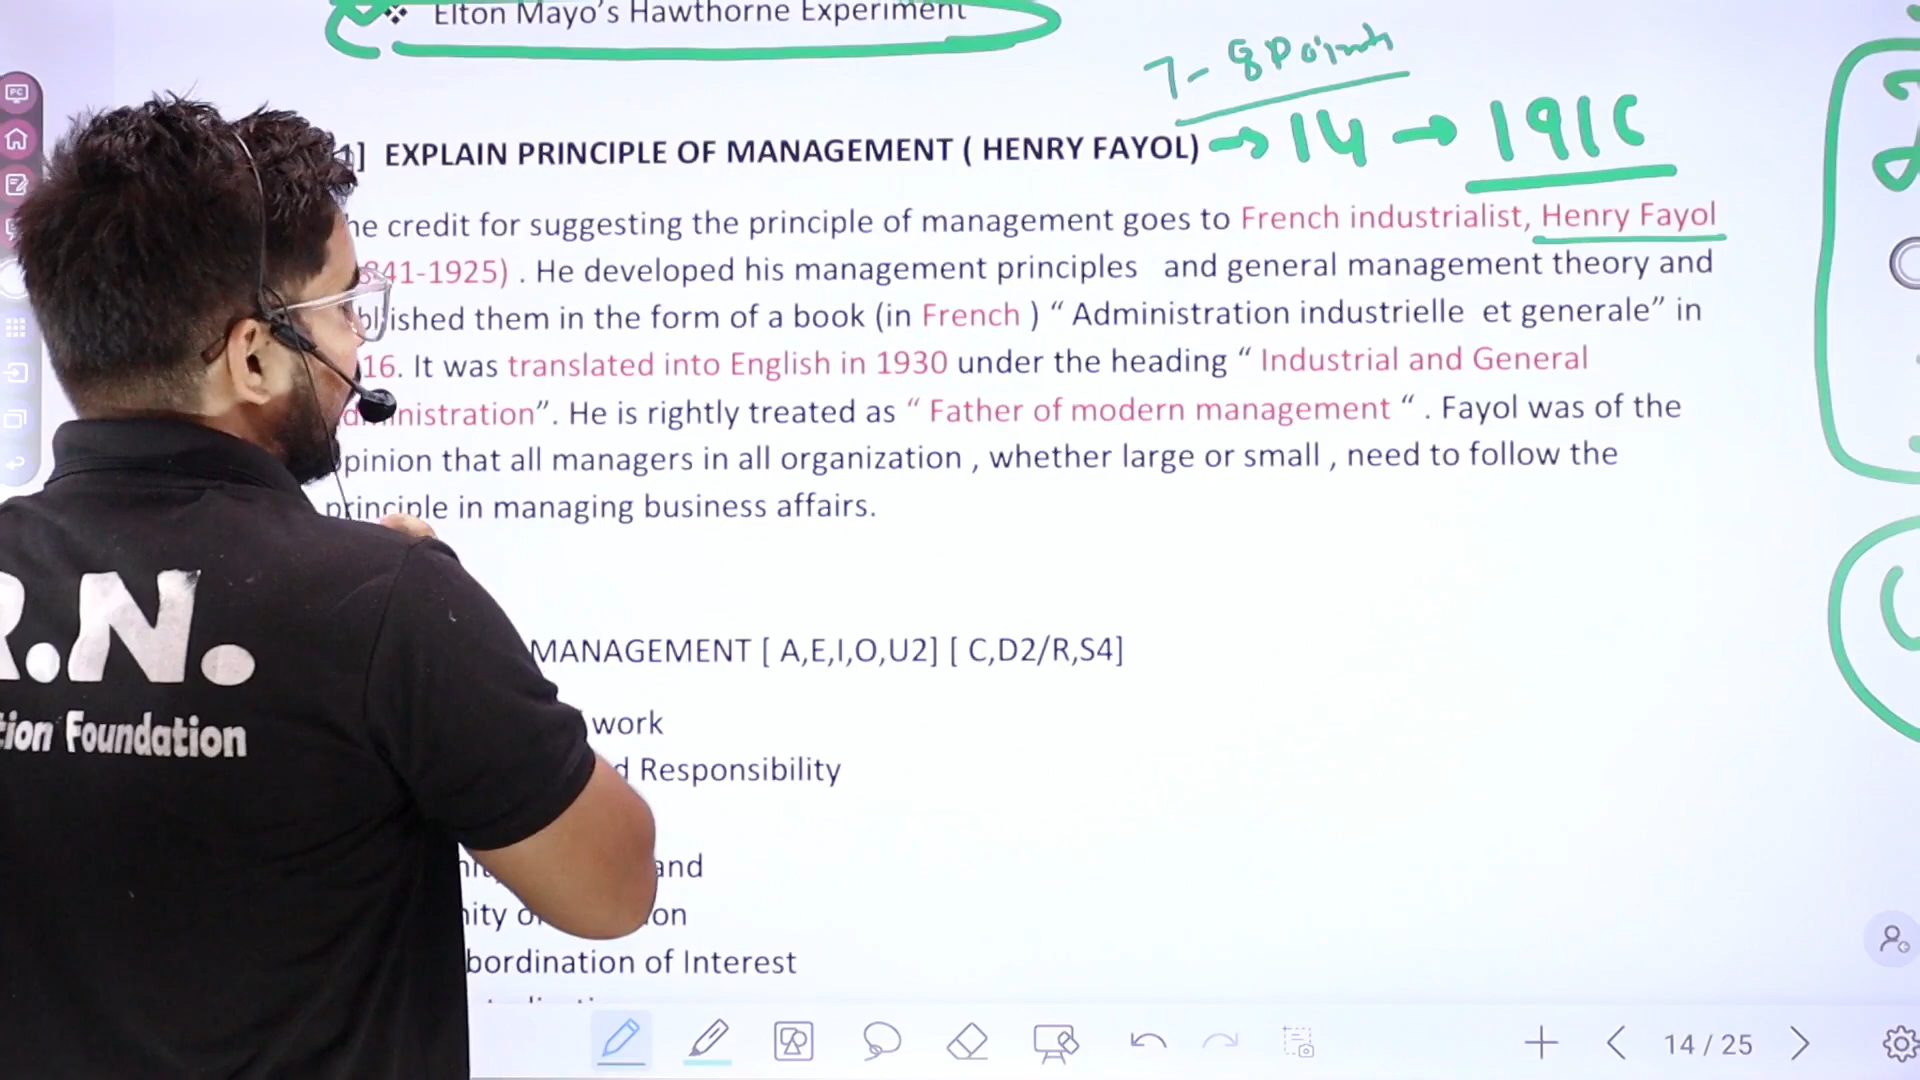 Elton Mayo's Hawthorne Experiment
7- 8 Points
1] EXPLAIN PRINCIPLE OF MANAGEMENT ( HENRY FAYOL) → 14 → 1916
he credit for suggesting the principle of management goes to French industrialist, Henry Fayol
841-1925) . He developed his management principles and general management theory and
blished them in the form of a book (in French ) “ Administration industrielle et generale” in
16. It was translated into English in 1930 under the heading “ Industrial and General
dministration”. He is rightly treated as “ Father of modern management “ . Fayol was of the
pinion that all managers in all organization , whether large or small , need to follow the
principle in managing business affairs.
MANAGEMENT [ A,E,I,O,U2] [ C,D2/R,S4]
work
d Responsibility
and
ity o on
bordination of Interest
R.N.
tion Foundation
PC
14 / 25